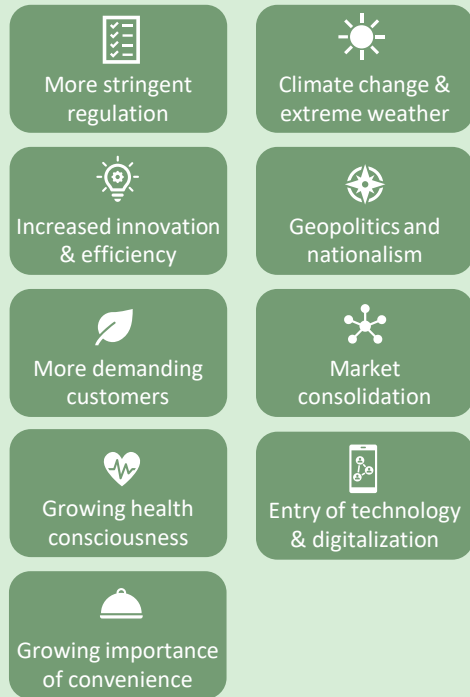 More stringent
regulation
Climate change &
extreme weather
Increased innovation
& efficiency
Geopolitics and
nationalism
More demanding
customers
Market
consolidation
Growing health
consciousness
Entry of technology
& digitalization
Growing importance
of convenience